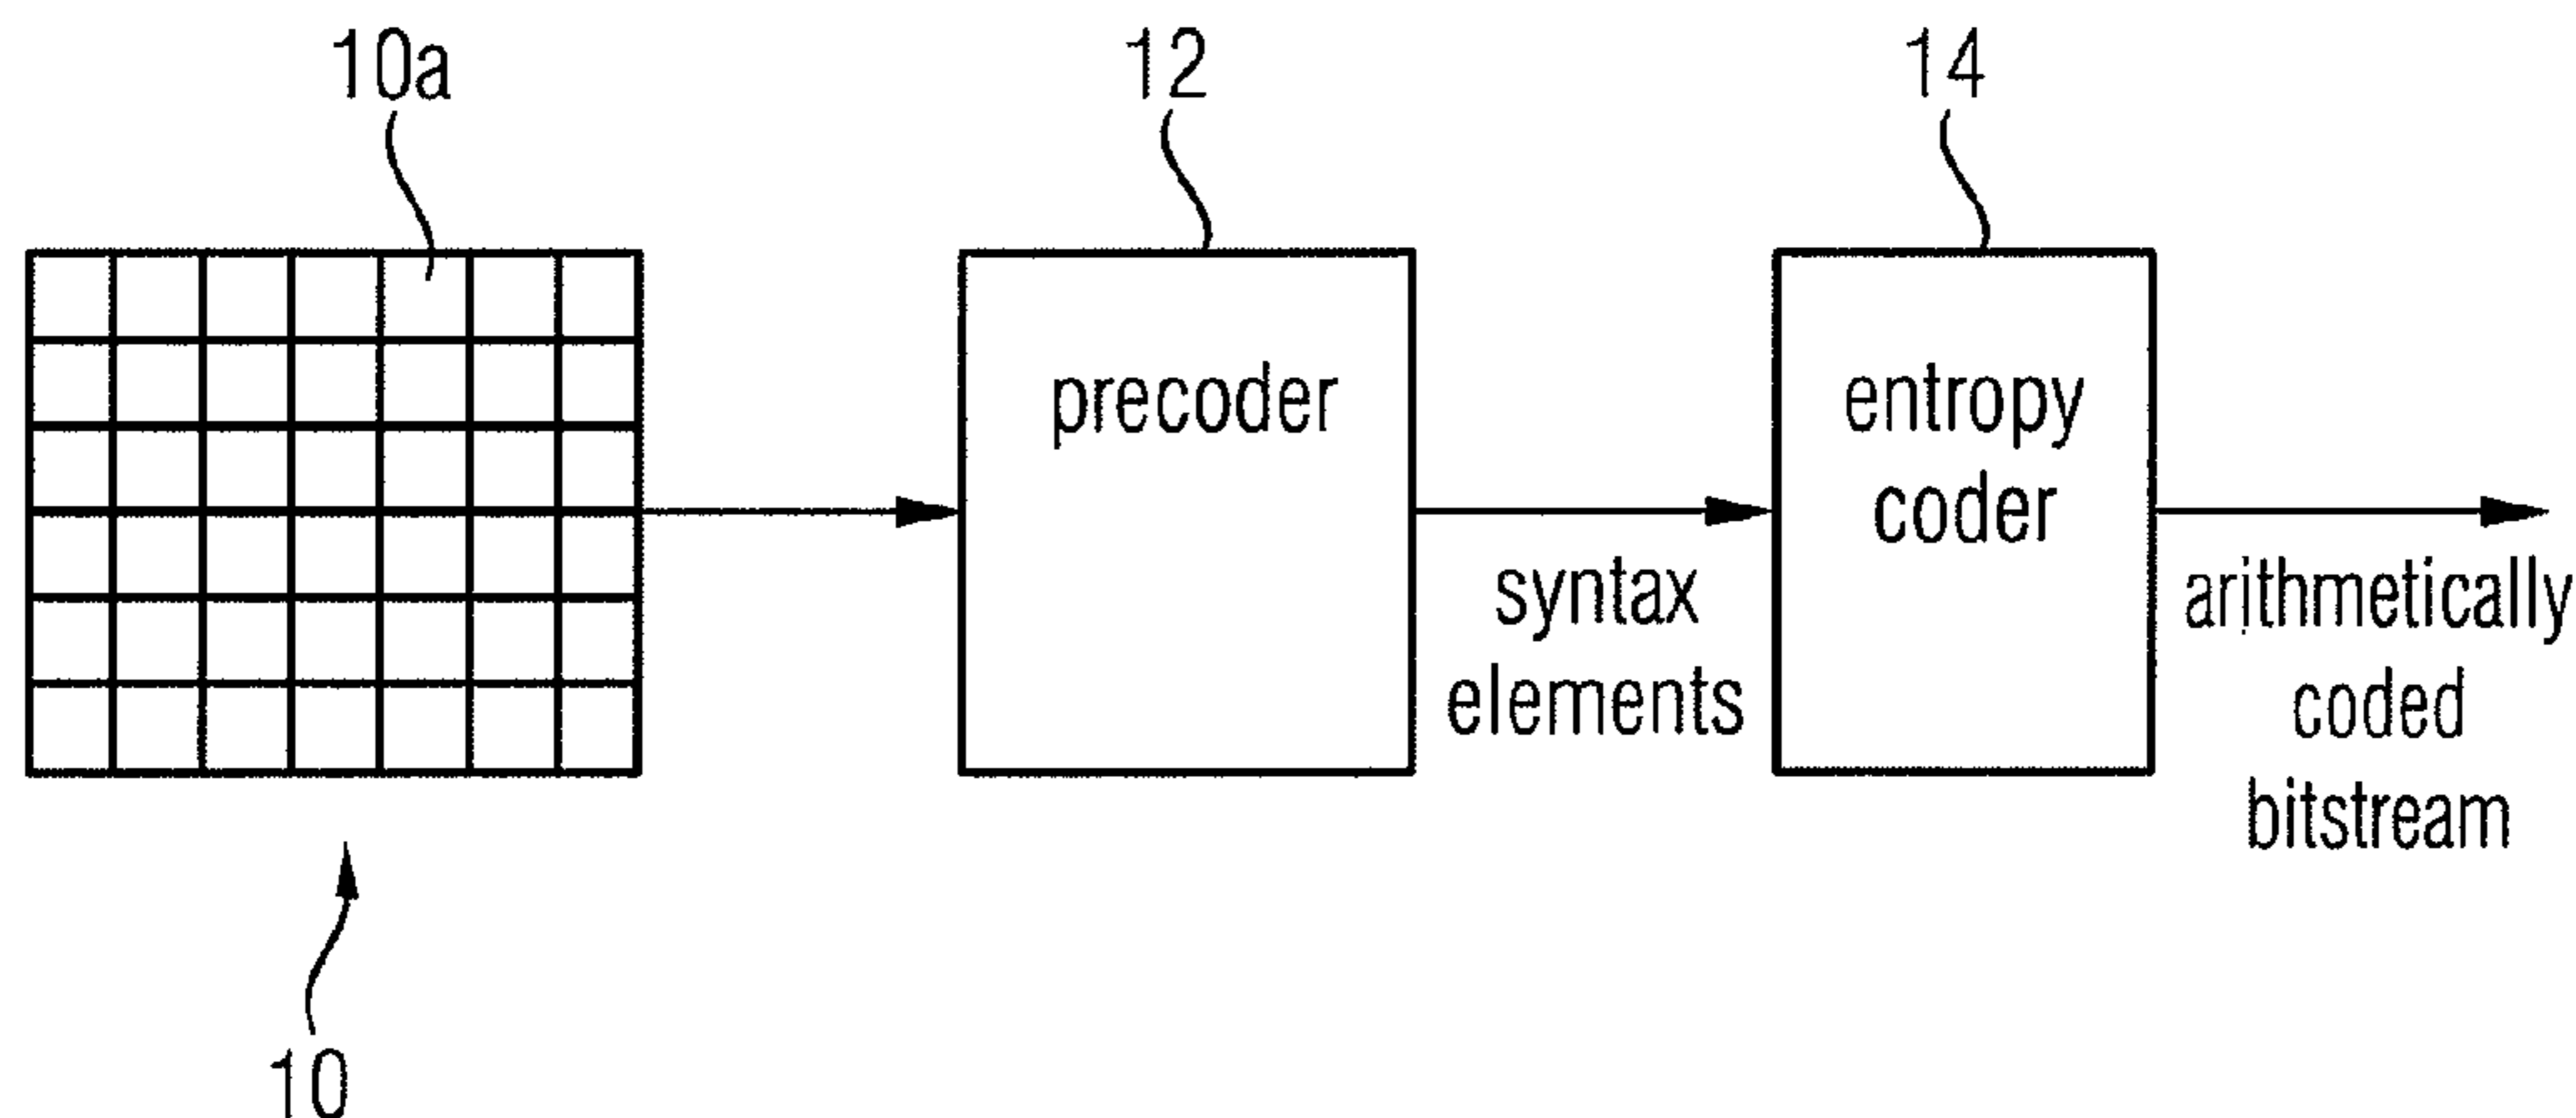 10a
12
14
precoder
entropy
coder
syntax
elements
arithmetically
coded
bitstream
10